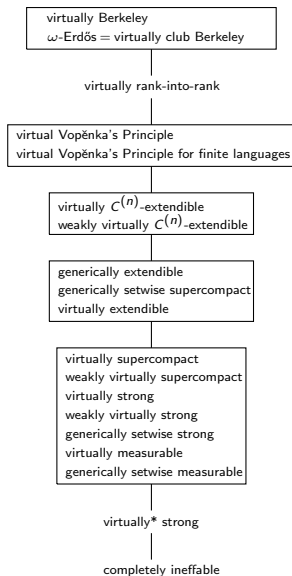 virtually Berkeley
ω-Erdős = virtually club Berkeley
virtually rank-into-rank
virtual Vopěnka's Principle
virtual Vopěnka's Principle for finite languages
virtually C⁽ⁿ⁾-extendible
weakly virtually C⁽ⁿ⁾-extendible
generically extendible
generically setwise supercompact
virtually extendible
virtually supercompact
weakly virtually supercompact
virtually strong
weakly virtually strong
generically setwise strong
virtually measurable
generically setwise measurable
virtually* strong
completely ineffable